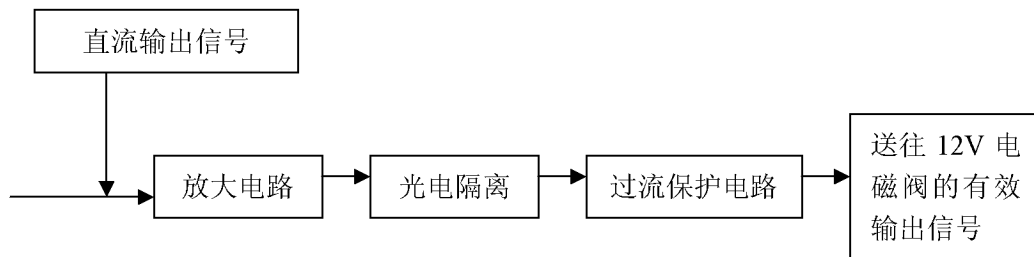 直流输出信号
放大电路
光电隔离
过流保护电路
送往 12V 电
磁阀的有效
输出信号